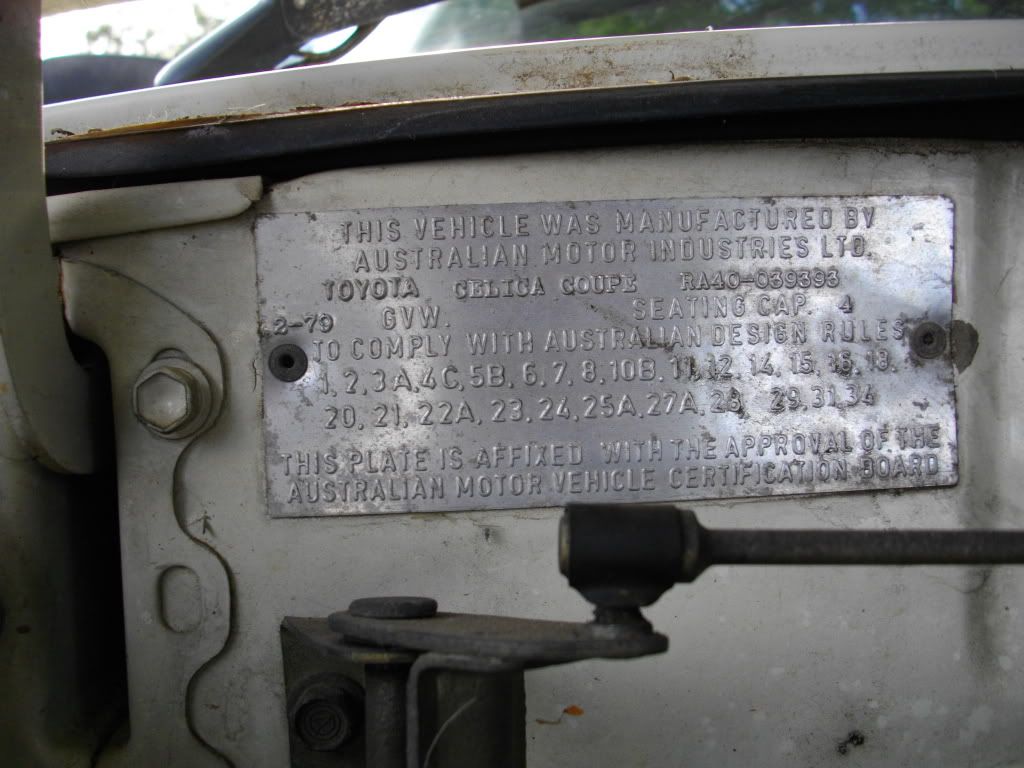 THIS VEHICLE WAS MANUFACTURED BY
AUSTRALIAN MOTOR INDUSTRIES LTD.
TOYOTA CELICA COUPE RA40-039393
2-79 GVW. SEATING CAP. 4
TO COMPLY WITH AUSTRALIAN DESIGN RULES
1, 2, 3A, 4C, 5B, 6, 7, 8, 10B, 11, 12, 14, 15, 16, 18,
20, 21, 22A, 23, 24, 25A, 27A, 28, 29, 31, 34
THIS PLATE IS AFFIXED WITH THE APPROVAL OF THE
AUSTRALIAN MOTOR VEHICLE CERTIFICATION BOARD